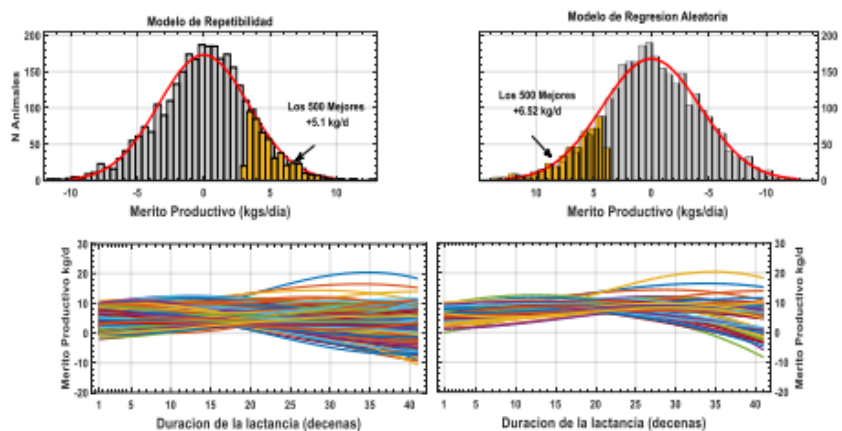 Modelo de Repetibilidad
Modelo de Regresion Aleatoria
200
150
100
50
0
N Animales
Los 500 Mejores
+5.1 kg/d
-10 -5 0 5 10
Merito Productivo (kgs/dia)
Los 500 Mejores
+6.52 kg/d
200
150
100
50
0
10 5 0 -5 -10
Merito Productivo (kgs/dia)
Merito Productivo kg/d
30
20
10
0
-10
-20
1 5 10 15 20 25 30 35 40
Duracion de la lactancia (decenas)
30
20
10
0
-10
-20
Merito Productivo kg/d
1 5 10 15 20 25 30 35 40
Duracion de la lactancia (decenas)